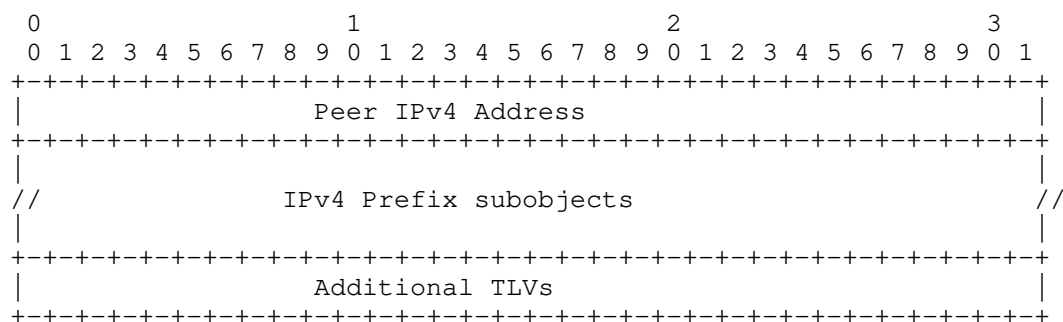 0                   1                   2                   3
 0 1 2 3 4 5 6 7 8 9 0 1 2 3 4 5 6 7 8 9 0 1 2 3 4 5 6 7 8 9 0 1
+-+-+-+-+-+-+-+-+-+-+-+-+-+-+-+-+-+-+-+-+-+-+-+-+-+-+-+-+-+-+-+-+
|                  Peer IPv4 Address                            |
+-+-+-+-+-+-+-+-+-+-+-+-+-+-+-+-+-+-+-+-+-+-+-+-+-+-+-+-+-+-+-+-+
|                                                               |
//               IPv4 Prefix subobjects                         //
|                                                               |
+-+-+-+-+-+-+-+-+-+-+-+-+-+-+-+-+-+-+-+-+-+-+-+-+-+-+-+-+-+-+-+-+
|                  Additional TLVs                              |
+-+-+-+-+-+-+-+-+-+-+-+-+-+-+-+-+-+-+-+-+-+-+-+-+-+-+-+-+-+-+-+-+